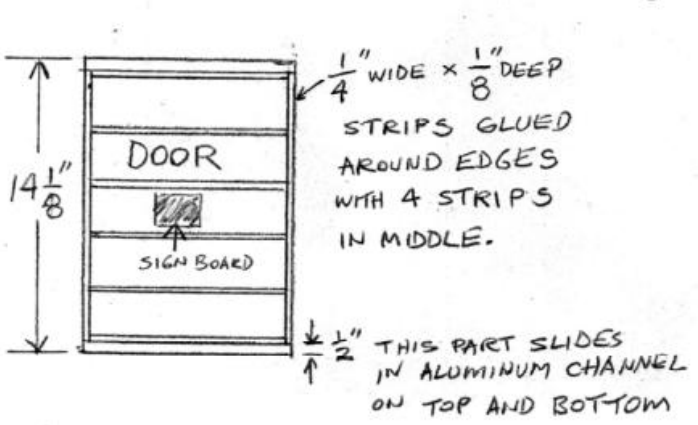 1/4" WIDE × 1/8" DEEP
STRIPS GLUED
AROUND EDGES
WITH 4 STRIPS
IN MIDDLE.
DOOR
14 1/8"
SIGN BOARD
1/2" THIS PART SLIDES
IN ALUMINUM CHANNEL
ON TOP AND BOTTOM